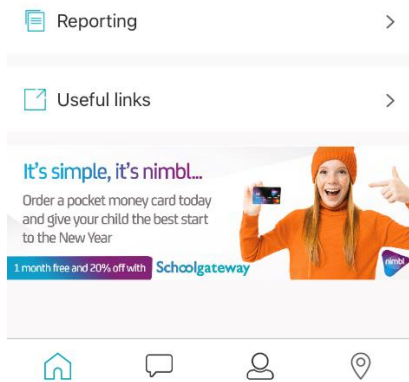 Reporting
Useful links
It's simple, it's nimbl...
Order a pocket money card today
and give your child the best start
to the New Year
1 month free and 20% off with Schoolgateway
nimbl